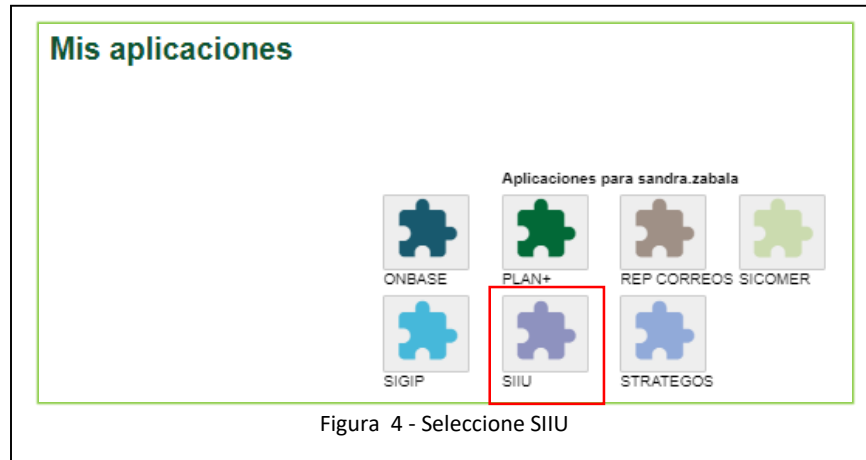 Mis aplicaciones
Aplicaciones para sandra.zabala
ONBASE PLAN+ REP CORREOS SICOMER
SIGIP SIIU STRATEGOS
Figura 4 - Seleccione SIIU